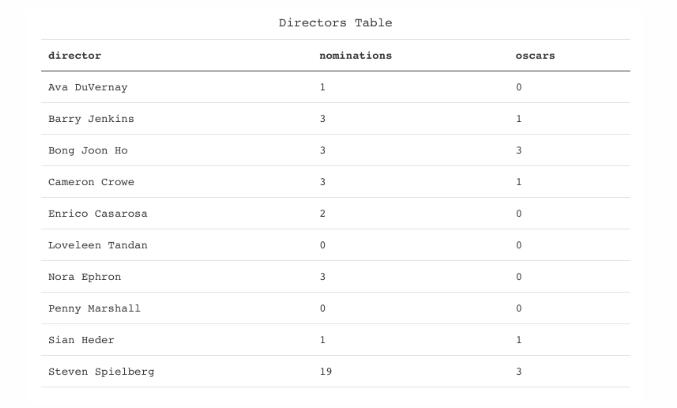 Directors Table
director nominations oscars
Ava DuVernay 1 0
Barry Jenkins 3 1
Bong Joon Ho 3 3
Cameron Crowe 3 1
Enrico Casarosa 2 0
Loveleen Tandan 0 0
Nora Ephron 3 0
Penny Marshall 0 0
Sian Heder 1 1
Steven Spielberg 19 3